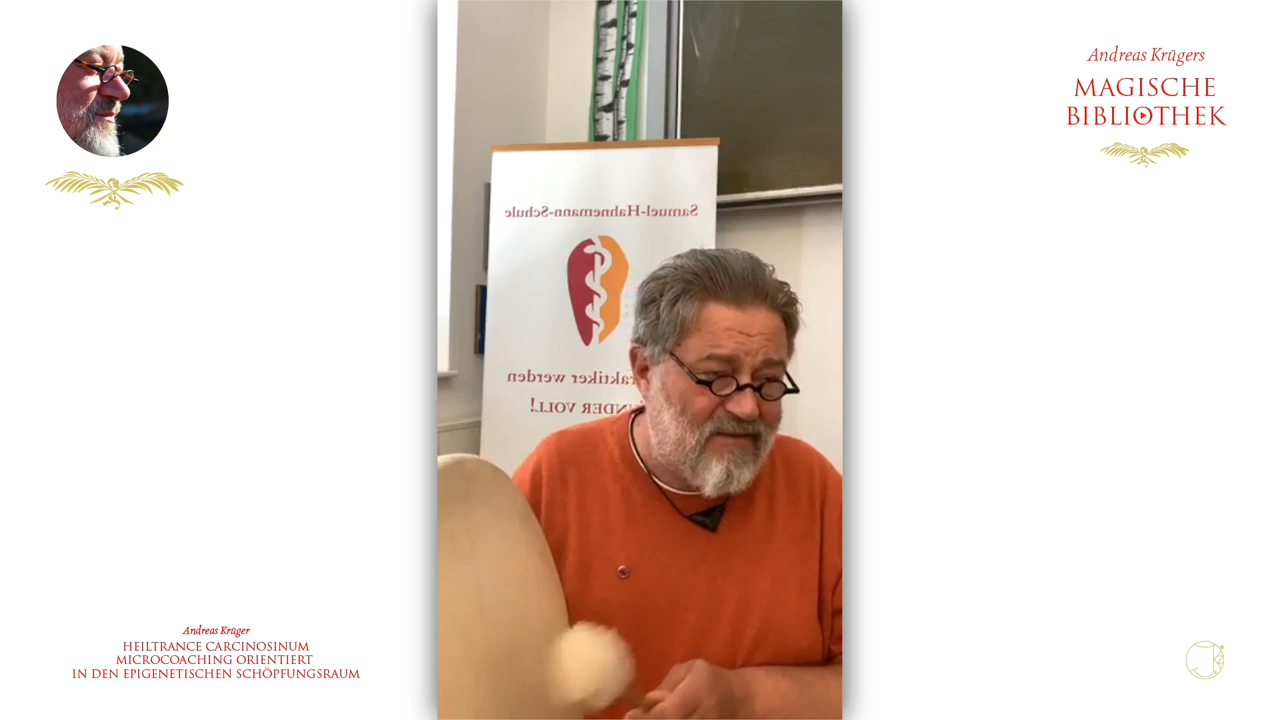 Andreas Krügers
MAGISCHE
BIBLIOTHEK
Samuel-Hahnemann-Schule
raktiker werden
NDER VOLL!
Andreas Krüger
HEILTRANCE CARCINOSINUM
MICROCOACHING ORIENTIERT
IN DEN EPIGENETISCHEN SCHÖPFUNGSRAUM